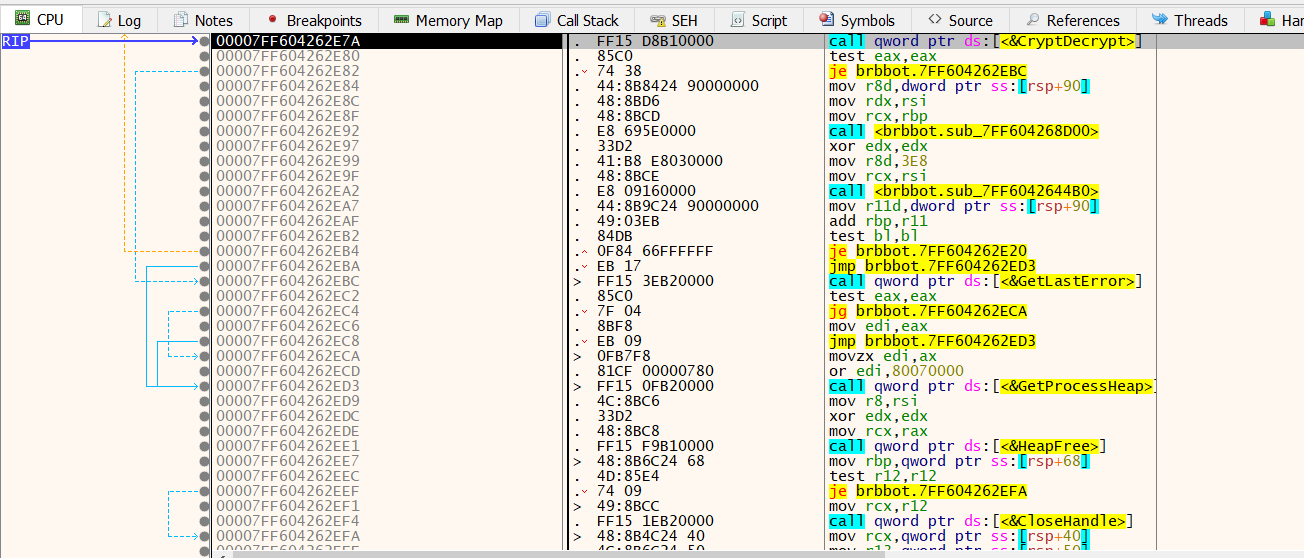 CPU Log Notes Breakpoints Memory Map Call Stack SEH Script Symbols Source References Threads Han
RIP 00007FF604262E7A . FF15 D8B10000 call qword ptr ds:[<&CryptDecrypt>]
00007FF604262E80 . 85C0 test eax,eax
00007FF604262E82 . 74 38 je brbbot.7FF604262EBC
00007FF604262E84 . 44:8B8424 90000000 mov r8d,dword ptr ss:[rsp+90]
00007FF604262E8C . 48:8BD6 mov rdx,rsi
00007FF604262E8F . 48:8BCD mov rcx,rbp
00007FF604262E92 . E8 695E0000 call <brbbot.sub_7FF604268D00>
00007FF604262E97 . 33D2 xor edx,edx
00007FF604262E99 . 41:B8 E8030000 mov r8d,3E8
00007FF604262E9F . 48:8BCE mov rcx,rsi
00007FF604262EA2 . E8 09160000 call <brbbot.sub_7FF6042644B0>
00007FF604262EA7 . 44:8B9C24 90000000 mov r11d,dword ptr ss:[rsp+90]
00007FF604262EAF . 49:03EB add rbp,r11
00007FF604262EB2 . 84DB test bl,bl
00007FF604262EB4 . 0F84 66FFFFFF je brbbot.7FF604262E20
00007FF604262EBA . EB 17 jmp brbbot.7FF604262ED3
00007FF604262EBC > FF15 3EB20000 call qword ptr ds:[<&GetLastError>]
00007FF604262EC2 . 85C0 test eax,eax
00007FF604262EC4 . 7F 04 jg brbbot.7FF604262ECA
00007FF604262EC6 . 8BF8 mov edi,eax
00007FF604262EC8 . EB 09 jmp brbbot.7FF604262ED3
00007FF604262ECA > 0FB7F8 movzx edi,ax
00007FF604262ECD . 81CF 00000780 or edi,80070000
00007FF604262ED3 > FF15 0FB20000 call qword ptr ds:[<&GetProcessHeap>]
00007FF604262ED9 . 4C:8BC6 mov r8,rsi
00007FF604262EDC . 33D2 xor edx,edx
00007FF604262EDE . 48:8BC8 mov rcx,rax
00007FF604262EE1 . FF15 F9B10000 call qword ptr ds:[<&HeapFree>]
00007FF604262EE7 > 48:8B6C24 68 mov rbp,qword ptr ss:[rsp+68]
00007FF604262EEC . 4D:85E4 test r12,r12
00007FF604262EEF . 74 09 je brbbot.7FF604262EFA
00007FF604262EF1 . 49:8BCC mov rcx,r12
00007FF604262EF4 . FF15 1EB20000 call qword ptr ds:[<&CloseHandle>]
00007FF604262EFA > 48:8B4C24 40 mov rcx,qword ptr ss:[rsp+40]